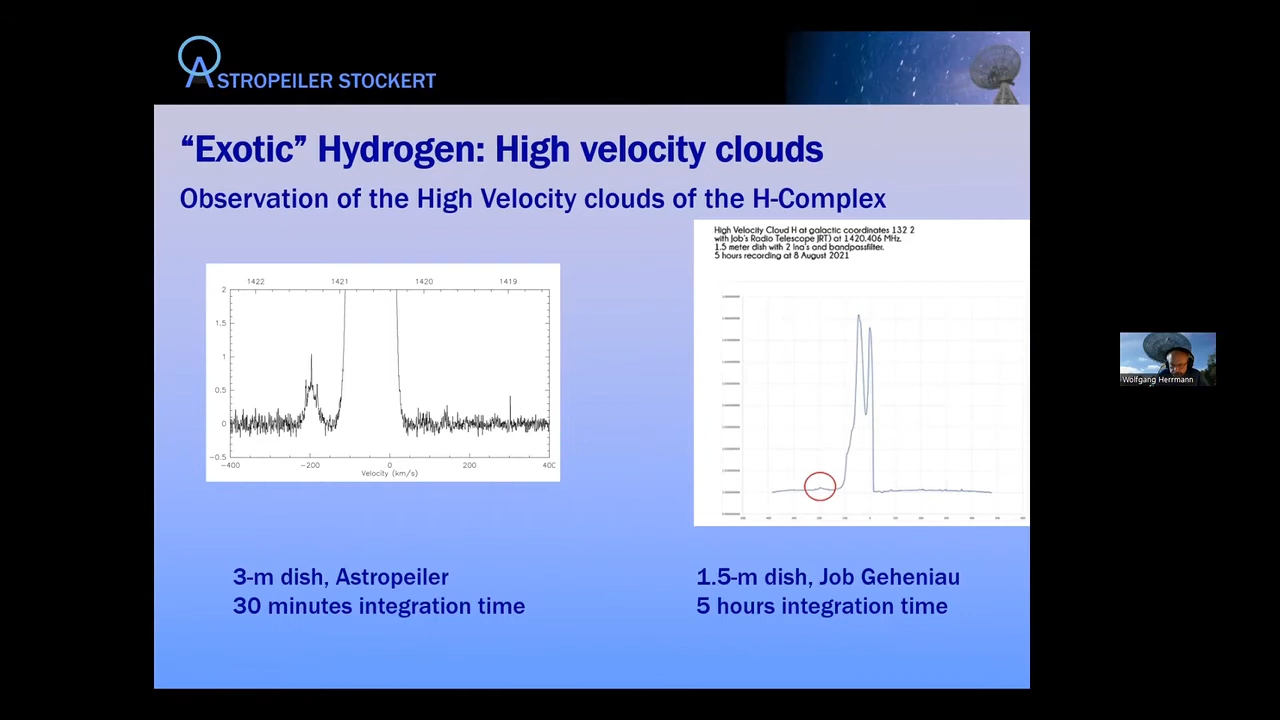 ASTROPEILER STOCKERT
“Exotic” Hydrogen: High velocity clouds
Observation of the High Velocity clouds of the H-Complex
High Velocity Cloud H at galactic coordinates 132 2
with Job's Radio Telescope (JRT) at 1420.406 MHz.
1.5 meter dish with 2 lna's and bandpassfilter.
5 hours recording at 8 August 2021
1422 1421 1420 1419
2
1.5
1
0.5
0
-0.5
-400 -200 0 200 400
Velocity (km/s)
Wolfgang Herrmann
3-m dish, Astropeiler
30 minutes integration time
1.5-m dish, Job Geheniau
5 hours integration time